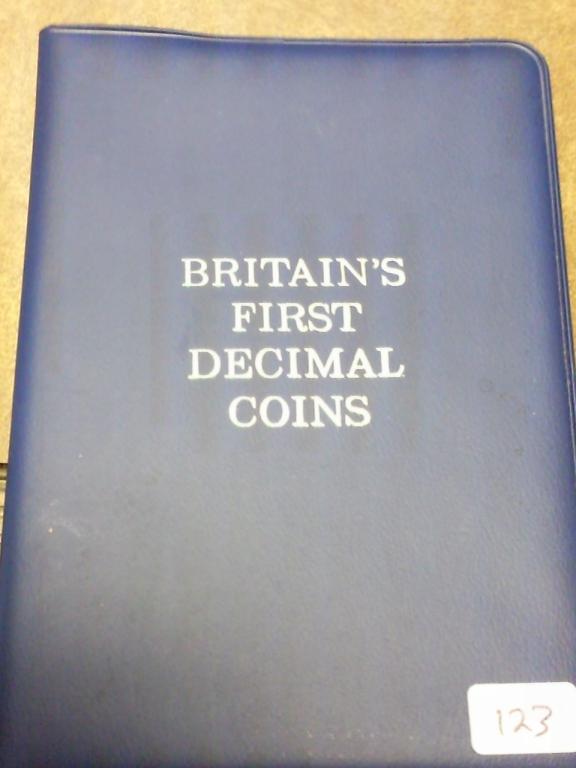 BRITAIN'S
FIRST
DECIMAL
COINS
123